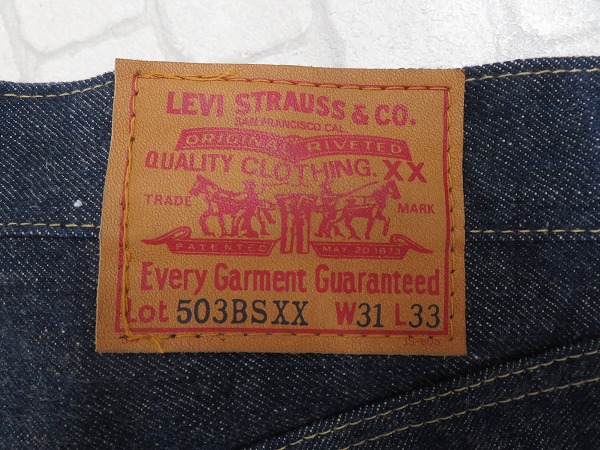 LEVI STRAUSS & CO.
SAN FRANCISCO CAL.
ORIGINAL RIVETED
QUALITY CLOTHING. XX
TRADE MARK
PATENTED MAY 20 1873
Every Garment Guaranteed
Lot 503BSXX W31 L33